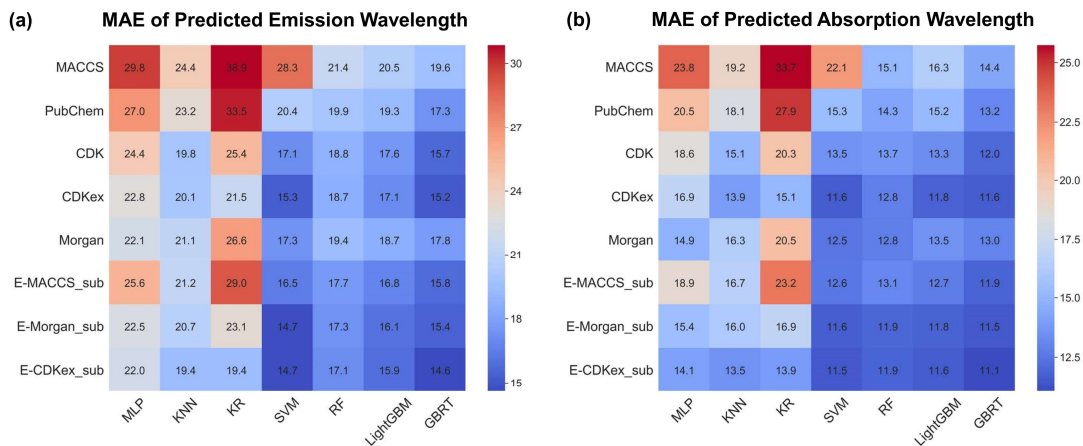 (a) MAE of Predicted Emission Wavelength
MACCS 29.8 24.4 38.9 28.3 21.4 20.5 19.6
PubChem 27.0 23.2 33.5 20.4 19.9 19.3 17.3
CDK 24.4 19.8 25.4 17.1 18.8 17.6 15.7
CDKex 22.8 20.1 21.5 15.3 18.7 17.1 15.2
Morgan 22.1 21.1 26.6 17.3 19.4 18.7 17.8
E-MACCS_sub 25.6 21.2 29.0 16.5 17.7 16.8 15.8
E-Morgan_sub 22.5 20.7 23.1 14.7 17.3 16.1 15.4
E-CDKex_sub 22.0 19.4 19.4 14.7 17.1 15.9 14.6
MLP KNN KR SVM RF LightGBM GBRT
30
27
24
21
18
15
(b) MAE of Predicted Absorption Wavelength
MACCS 23.8 19.2 33.7 22.1 15.1 16.3 14.4
PubChem 20.5 18.1 27.9 15.3 14.3 15.2 13.2
CDK 18.6 15.1 20.3 13.5 13.7 13.3 12.0
CDKex 16.9 13.9 15.1 11.6 12.8 11.8 11.6
Morgan 14.9 16.3 20.5 12.5 12.8 13.5 13.0
E-MACCS_sub 18.9 16.7 23.2 12.6 13.1 12.7 11.9
E-Morgan_sub 15.4 16.0 16.9 11.6 11.9 11.8 11.5
E-CDKex_sub 14.1 13.5 13.9 11.5 11.9 11.6 11.1
MLP KNN KR SVM RF LightGBM GBRT
25.0
22.5
20.0
17.5
15.0
12.5